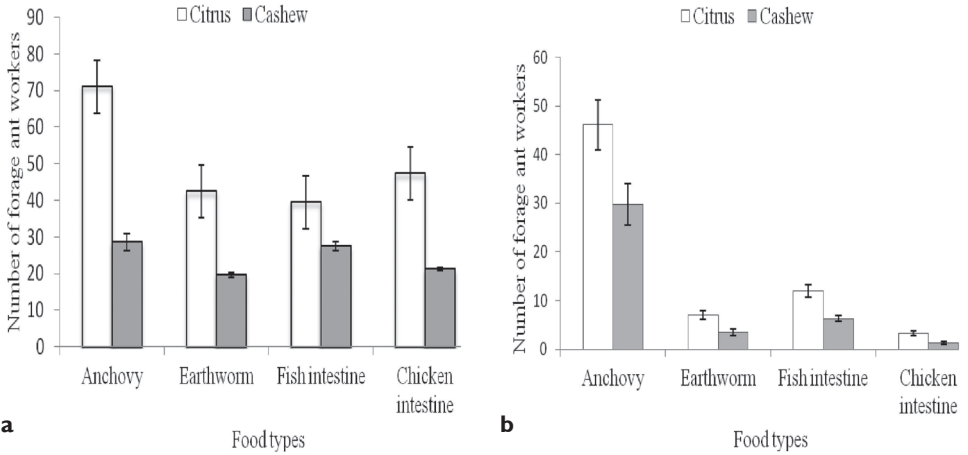 Citrus Cashew
Number of forage ant workers
90
80
70
60
50
40
30
20
10
0
Anchovy Earthworm Fish intestine Chicken intestine
Food types
a
Citrus Cashew
Number of forage ant workers
60
50
40
30
20
10
0
Anchovy Earthworm Fish intestine Chicken intestine
Food types
b